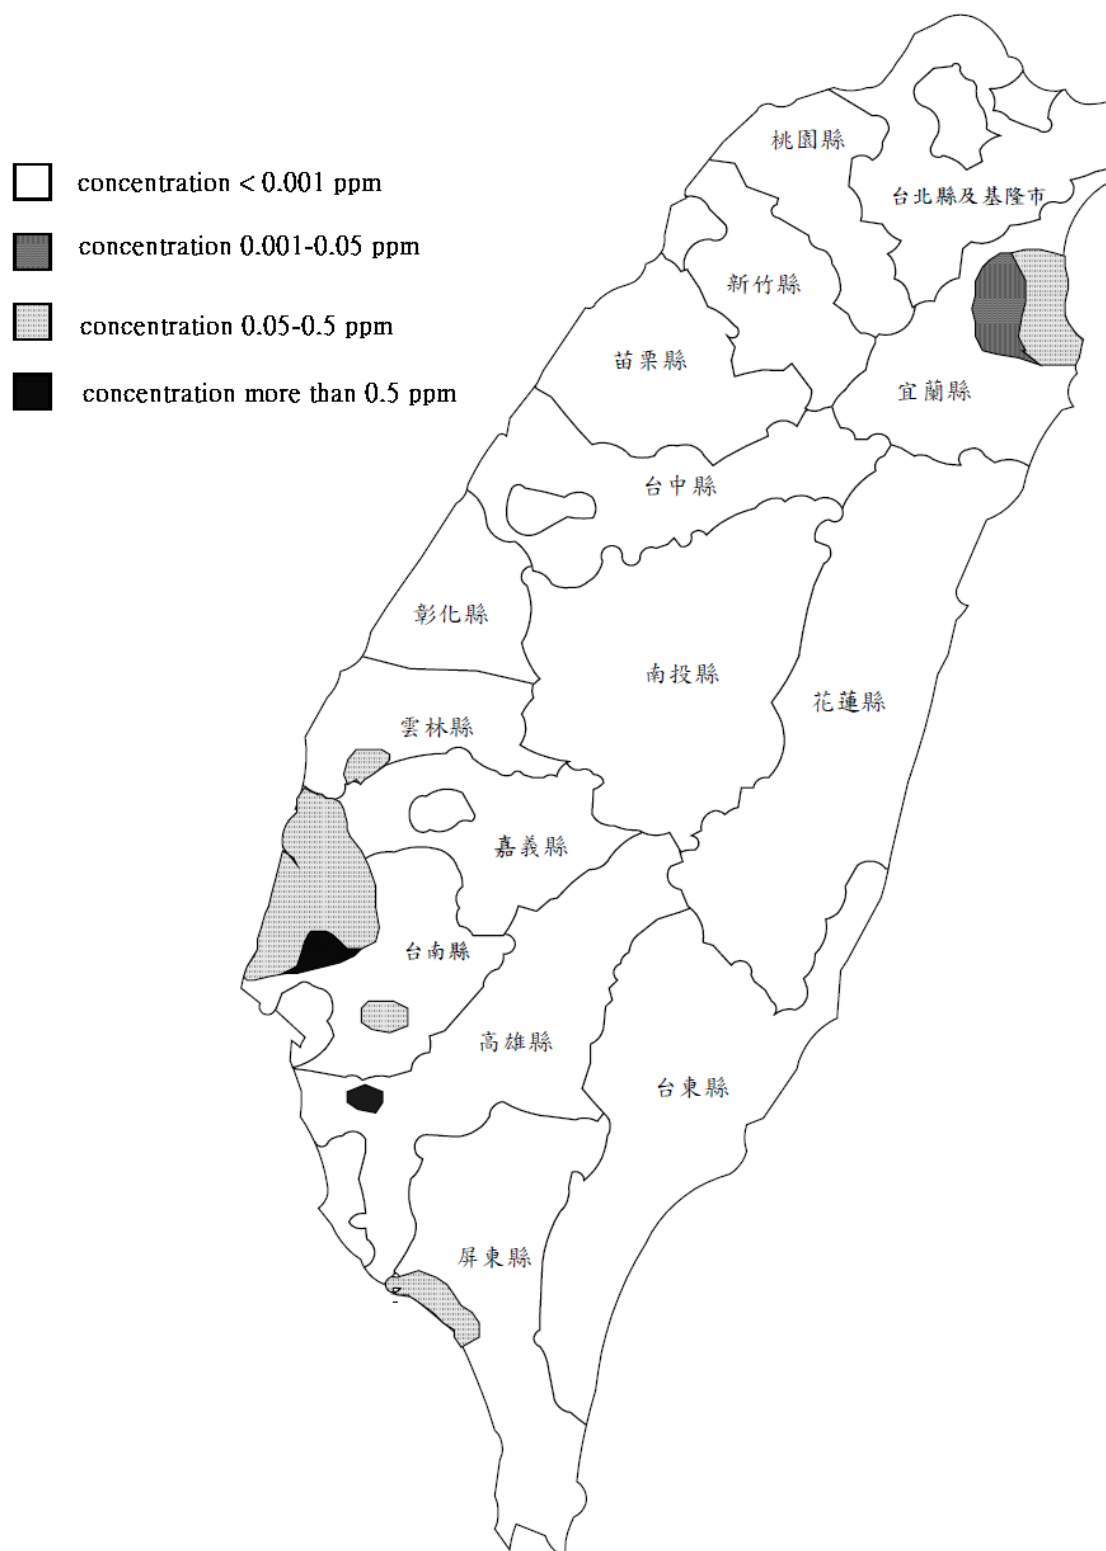 concentration < 0.001 ppm
concentration 0.001-0.05 ppm
concentration 0.05-0.5 ppm
concentration more than 0.5 ppm
桃園縣
台北縣及基隆市
新竹縣
苗栗縣
宜蘭縣
台中縣
彰化縣
南投縣
花蓮縣
雲林縣
嘉義縣
台南縣
高雄縣
台東縣
屏東縣